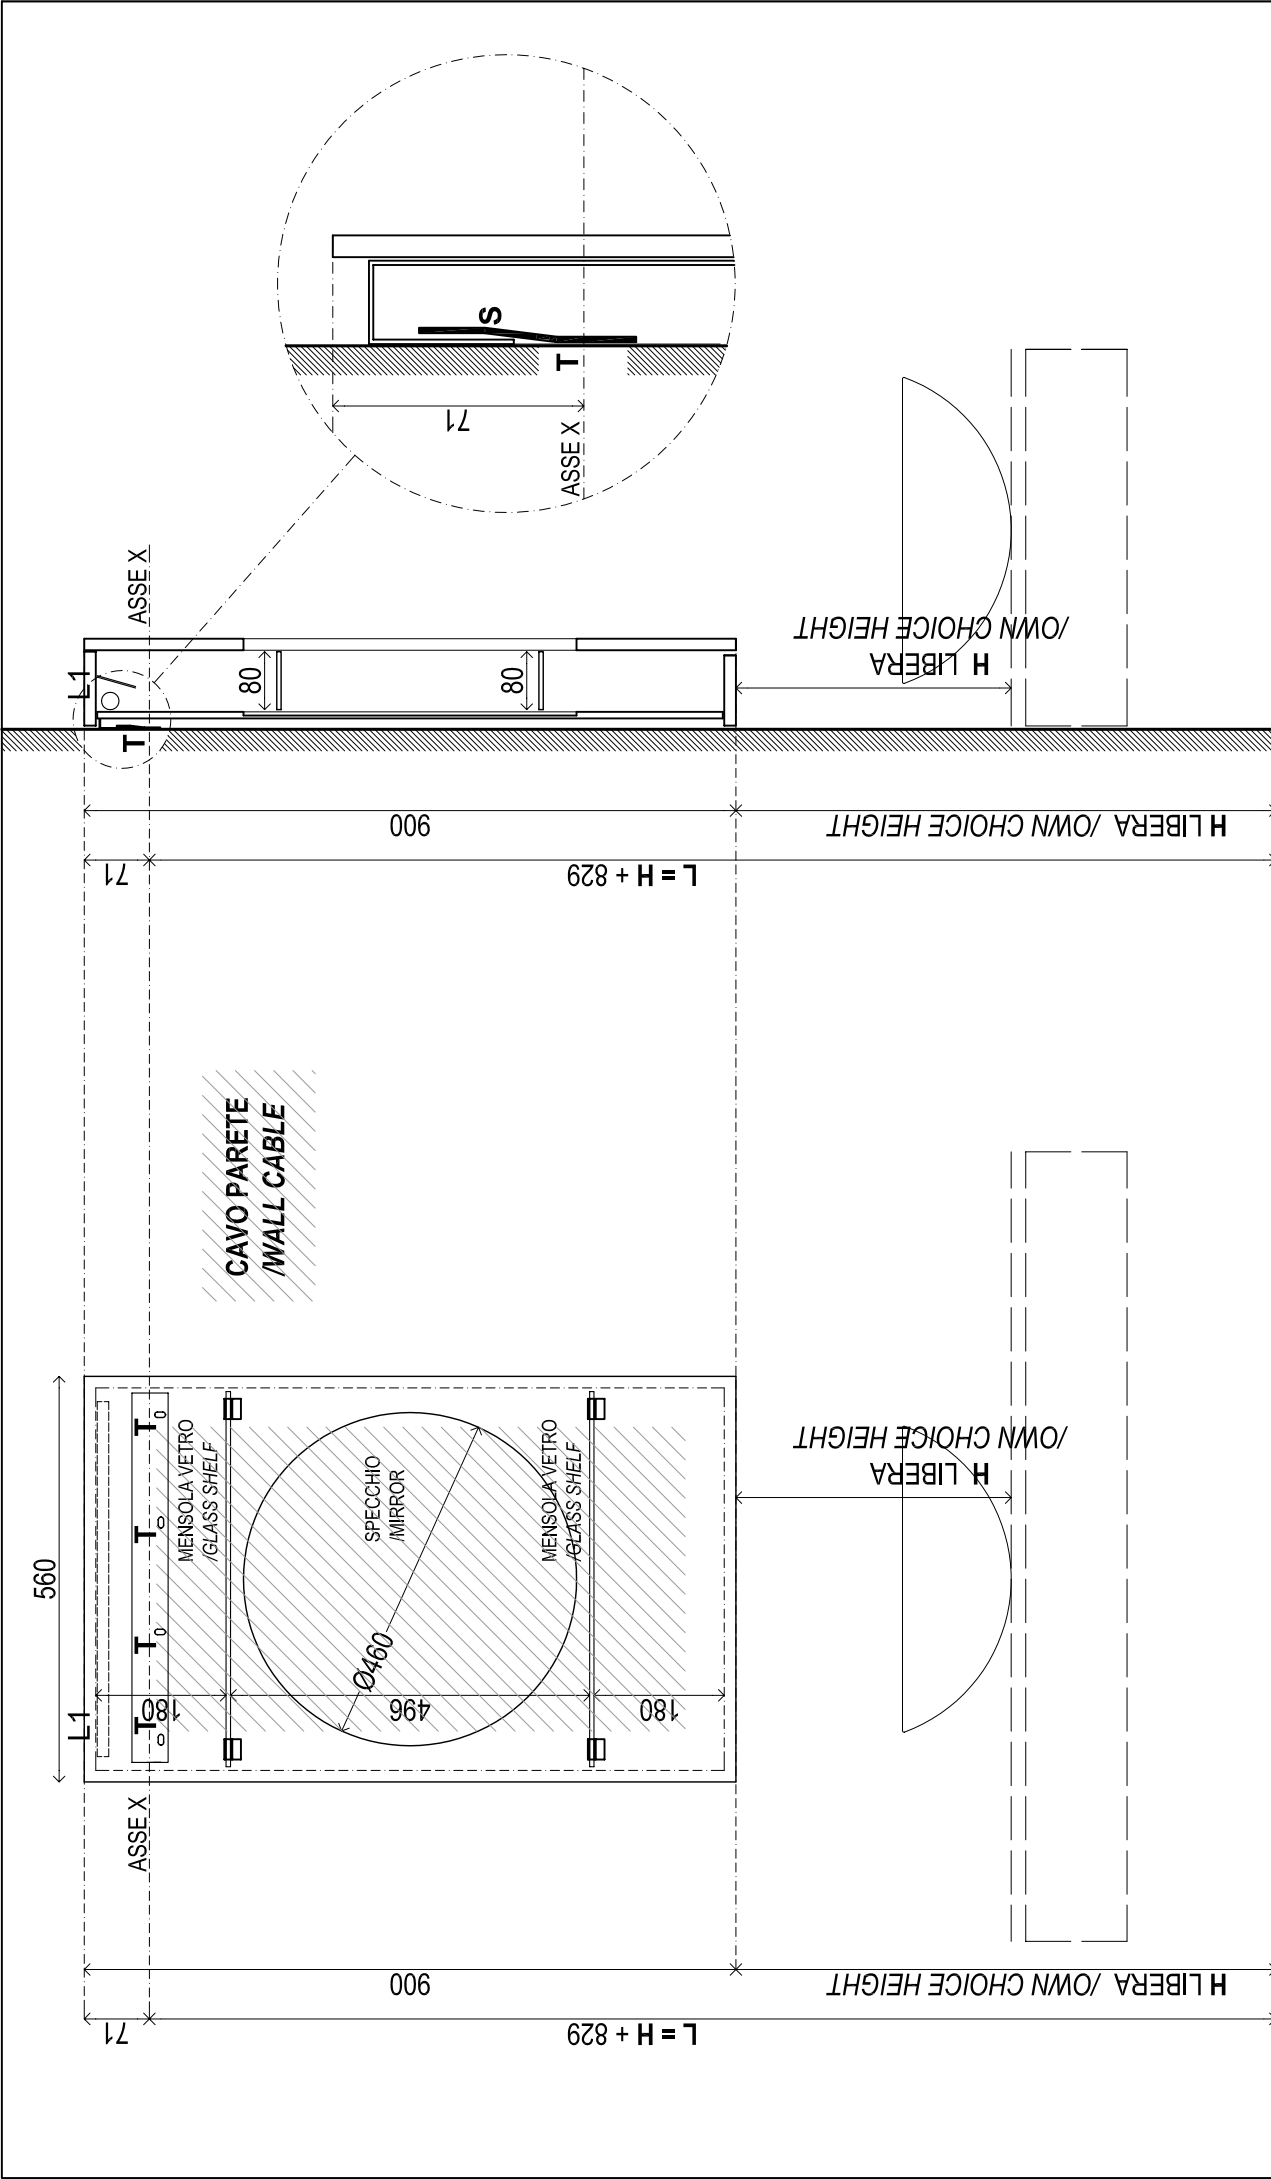 L1
T
ASSE X
80
80
S
T
71
ASSE X
H LIBERA
/OWN CHOICE HEIGHT
900
H LIBERA /OWN CHOICE HEIGHT
71
L = H + 829
CAVO PARETE
/WALL CABLE
560
L1
ASSE X
T
T
T
T
MENSOLA VETRO
/GLASS SHELF
SPECCHIO
/MIRROR
Ø460
MENSOLA VETRO
/GLASS SHELF
180
496
180
H LIBERA
/OWN CHOICE HEIGHT
900
H LIBERA /OWN CHOICE HEIGHT
71
L = H + 829